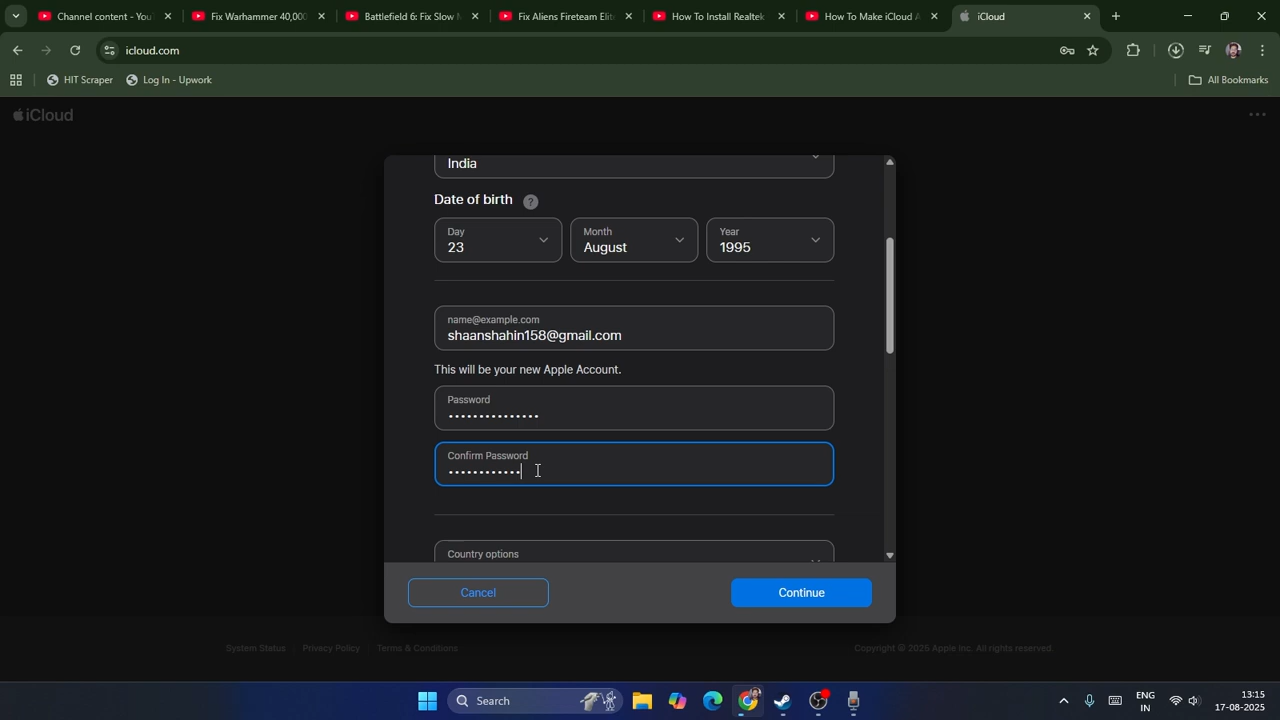 Channel content - You
Fix Warhammer 40,000
Battlefield 6: Fix Slow M
Fix Aliens Fireteam Elite
How To Install Realtek
How To Make iCloud A
iCloud
icloud.com
HIT Scraper
Log In - Upwork
All Bookmarks
iCloud
India
Date of birth ?
Day
23
Month
August
Year
1995
name@example.com
shaanshahin158@gmail.com
This will be your new Apple Account.
Password
•••••••••••••••
Confirm Password
••••••••••••
Country options
Cancel
Continue
System Status
Privacy Policy
Terms & Conditions
Copyright © 2025 Apple Inc. All rights reserved.
Search
ENG
IN
13:15
17-08-2025